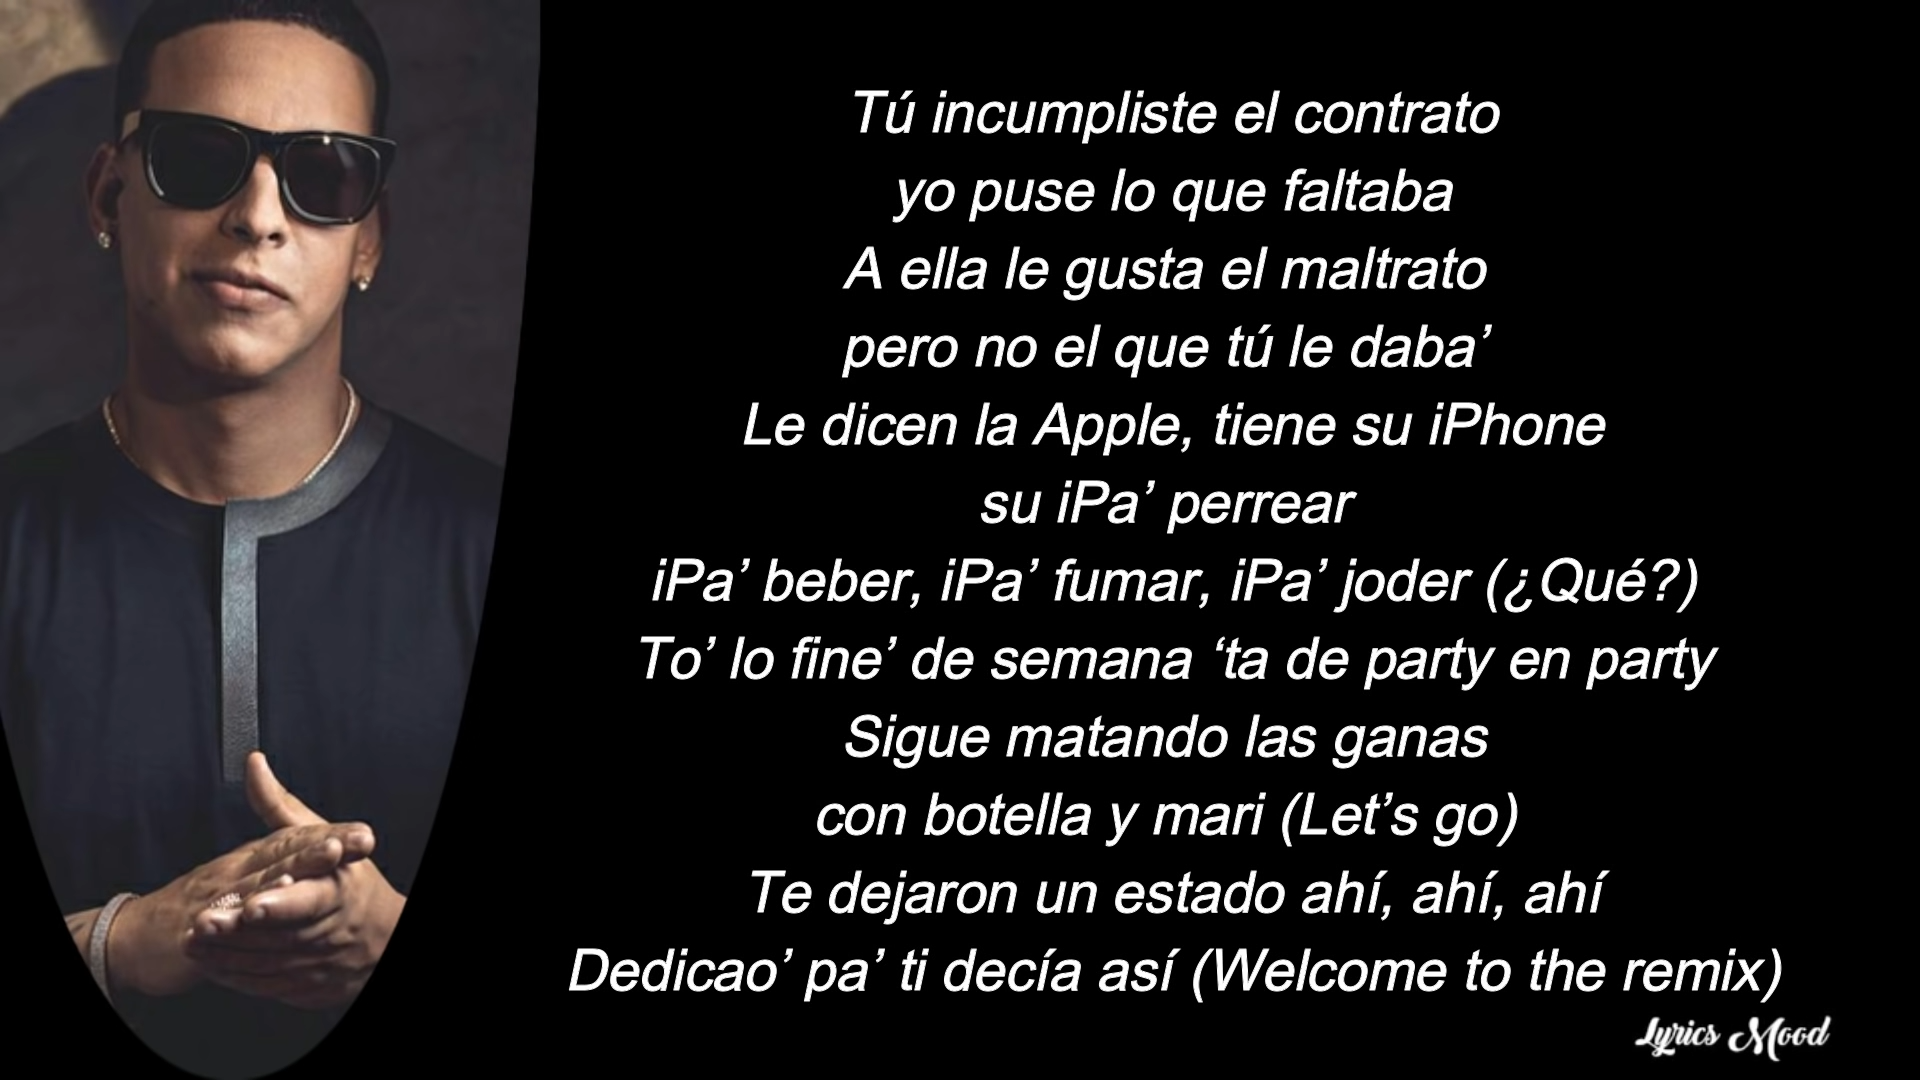 Tú incumpliste el contrato
yo puse lo que faltaba
A ella le gusta el maltrato
pero no el que tú le daba’
Le dicen la Apple, tiene su iPhone
su iPa’ perrear
iPa’ beber, iPa’ fumar, iPa’ joder (¿Qué?)
To’ lo fine’ de semana ‘ta de party en party
Sigue matando las ganas
con botella y mari (Let’s go)
Te dejaron un estado ahí, ahí, ahí
Dedicao’ pa’ ti decía así (Welcome to the remix)
Lyrics Mood